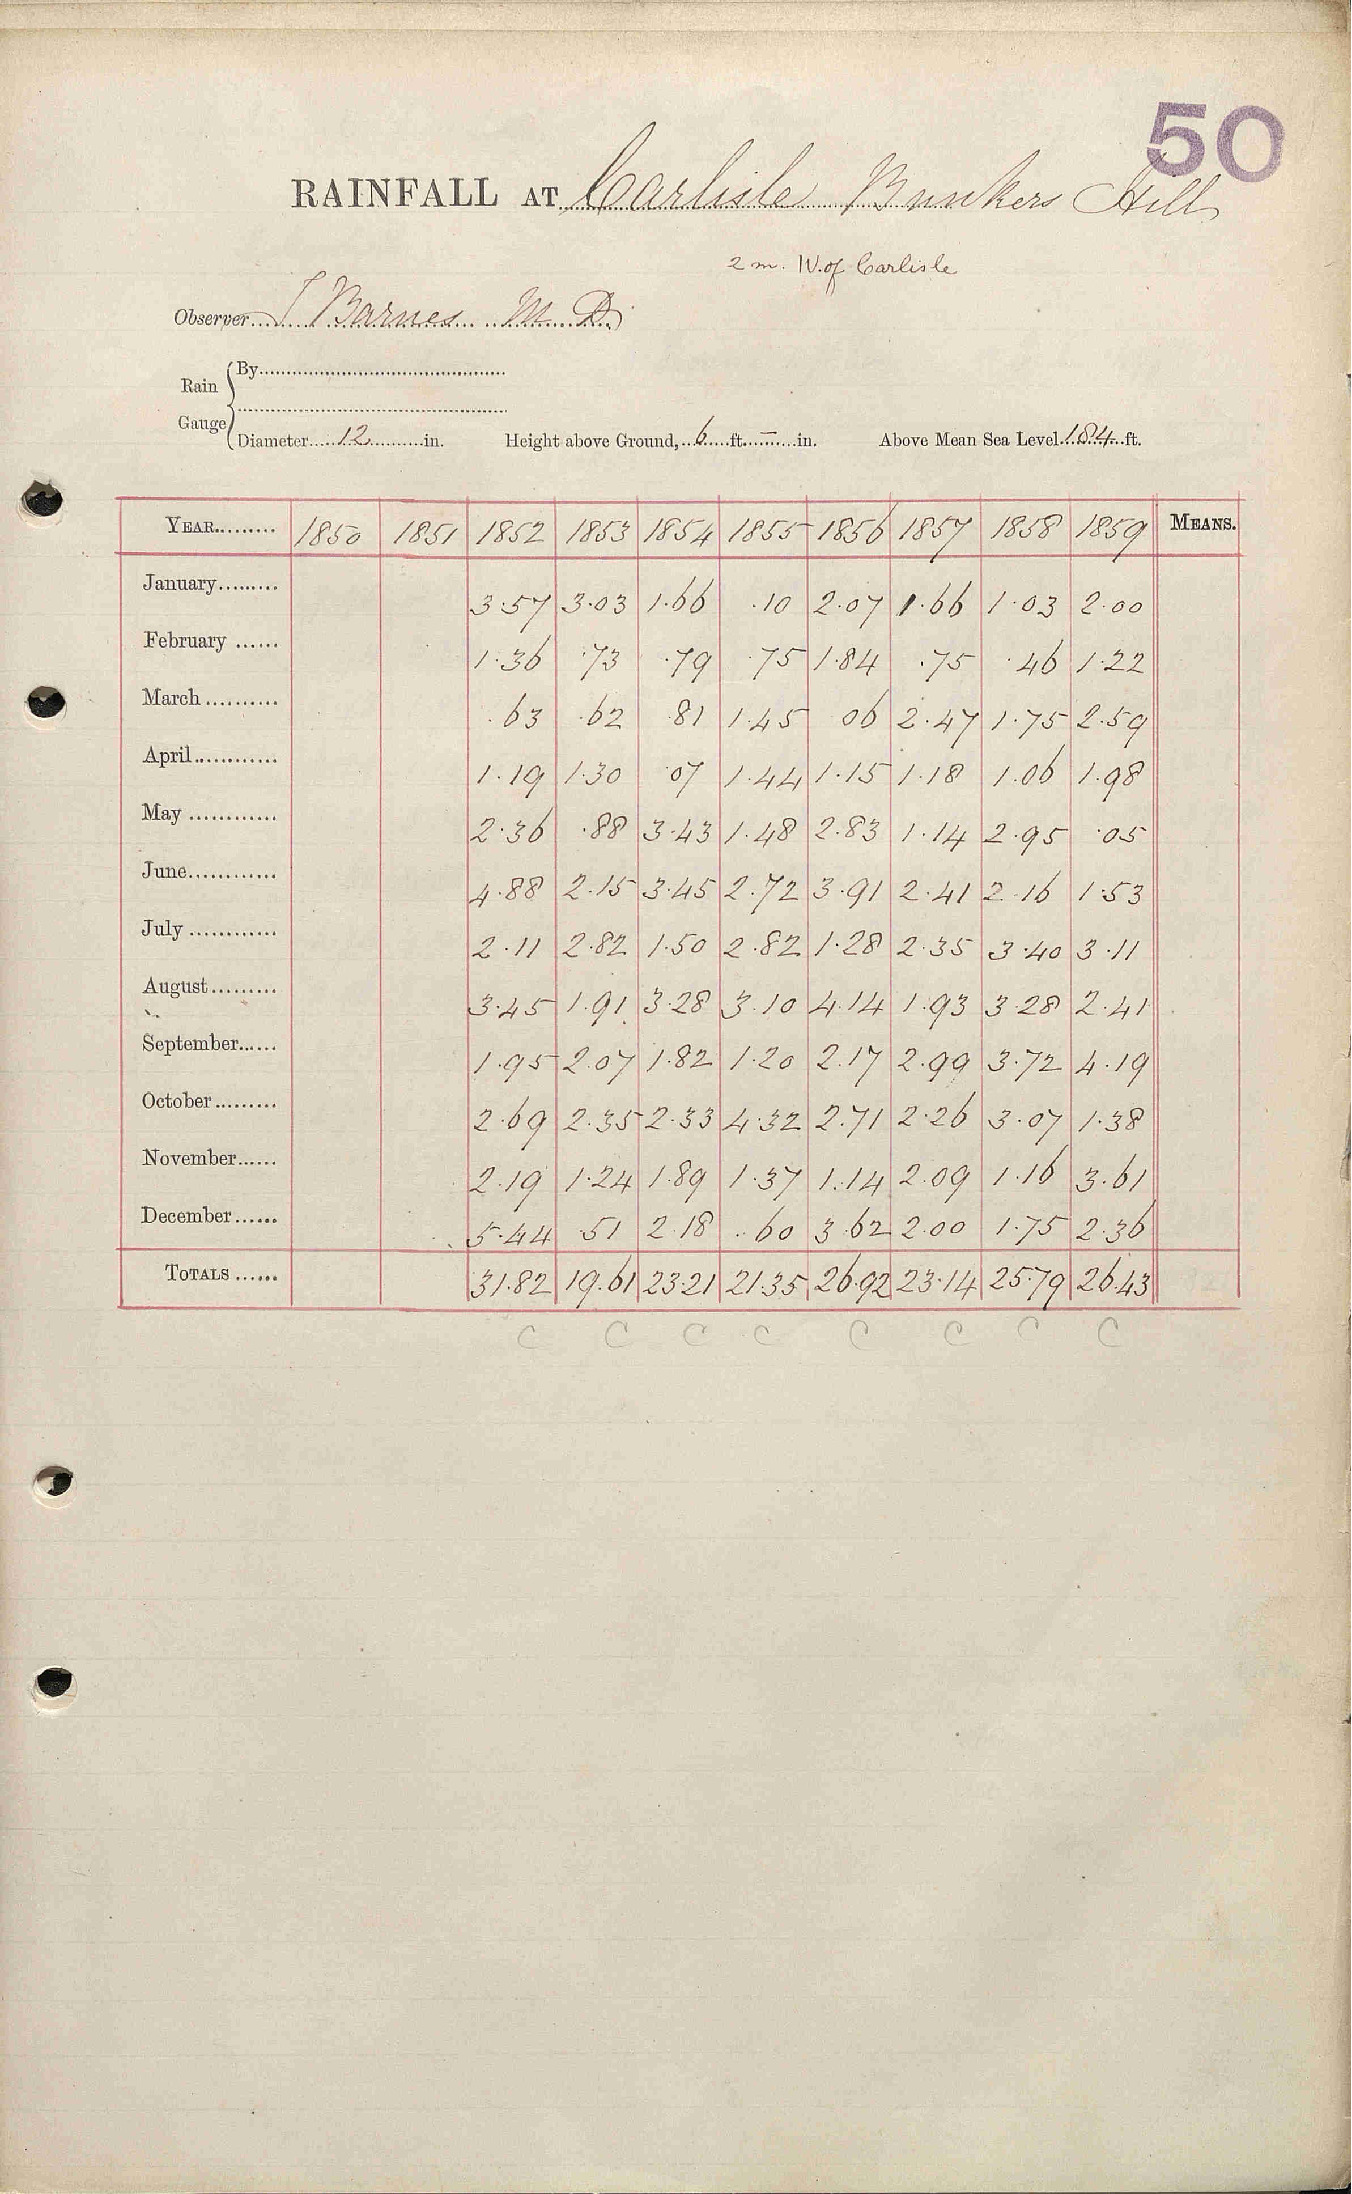 50
RAINFALL AT Carlisle Bunkers Hill
2 m. W. of Carlisle
Observer T Barnes M. D.
Rain Gauge { By
Diameter 12 in. Height above Ground, 6 ft. – in. Above Mean Sea Level 184 ft.
YEAR......... 1850 1851 1852 1853 1854 1855 1856 1857 1858 1859 MEANS.
January......... 3.57 3.03 1.66 .10 2.07 1.66 1.03 2.00
February ...... 1.36 .73 .79 .75 1.84 .75 .46 1.22
March .......... .63 .62 .81 1.45 06 2.47 1.75 2.59
April............. 1.19 1.30 .07 1.44 1.15 1.18 1.06 1.98
May ............ 2.36 .88 3.43 1.48 2.83 1.14 2.95 .05
June............. 4.88 2.15 3.45 2.72 3.91 2.41 2.16 1.53
July ............ 2.11 2.82 1.50 2.82 1.28 2.35 3.40 3.11
August......... 3.45 1.91 3.28 3.10 4.14 1.93 3.28 2.41
September...... 1.95 2.07 1.82 1.20 2.17 2.99 3.72 4.19
October......... 2.69 2.35 2.33 4.32 2.71 2.26 3.07 1.38
November...... 2.19 1.24 1.89 1.37 1.14 2.09 1.16 3.61
December...... 5.44 .51 2.18 .60 3.62 2.00 1.75 2.36
TOTALS ...... 31.82 19.61 23.21 21.35 26.92 23.14 25.79 26.43
C C C C C C C C